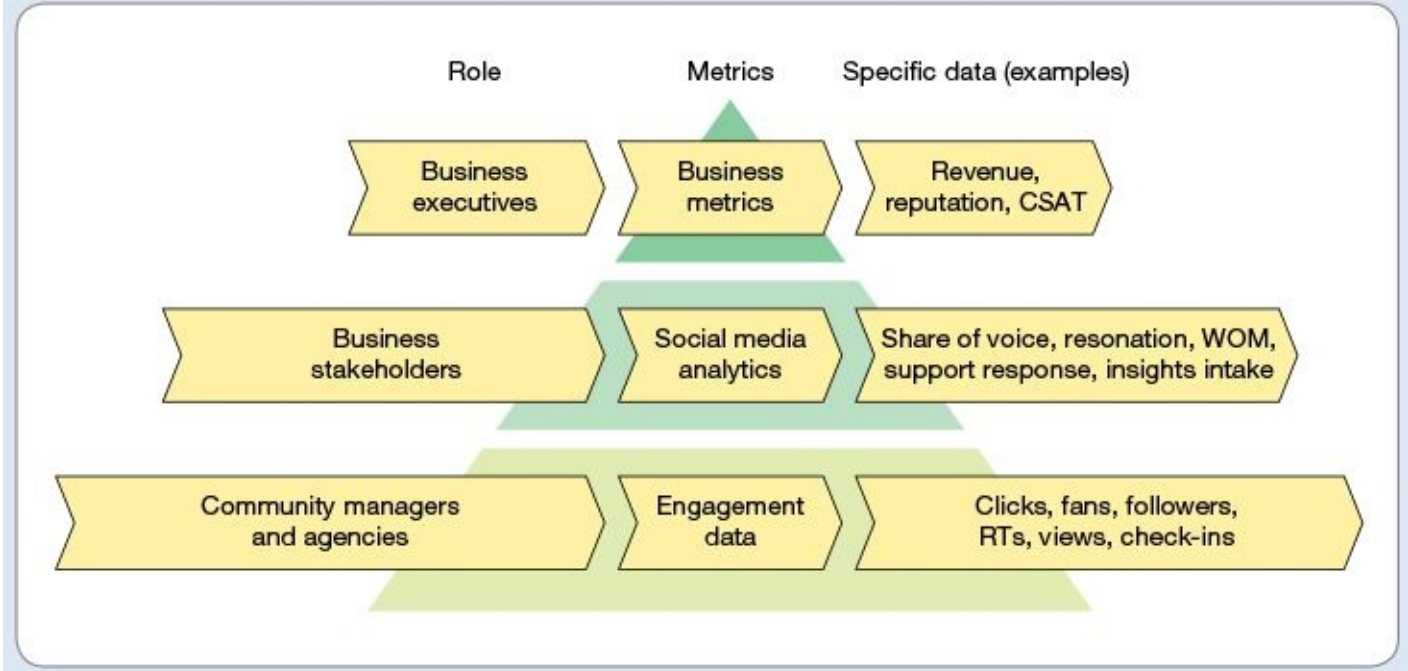 Role
Metrics
Specific data (examples)
Business
executives
Business
metrics
Revenue,
reputation, CSAT
Business
stakeholders
Social media
analytics
Share of voice, resonation, WOM,
support response, insights intake
Community managers
and agencies
Engagement
data
Clicks, fans, followers,
RTs, views, check-ins